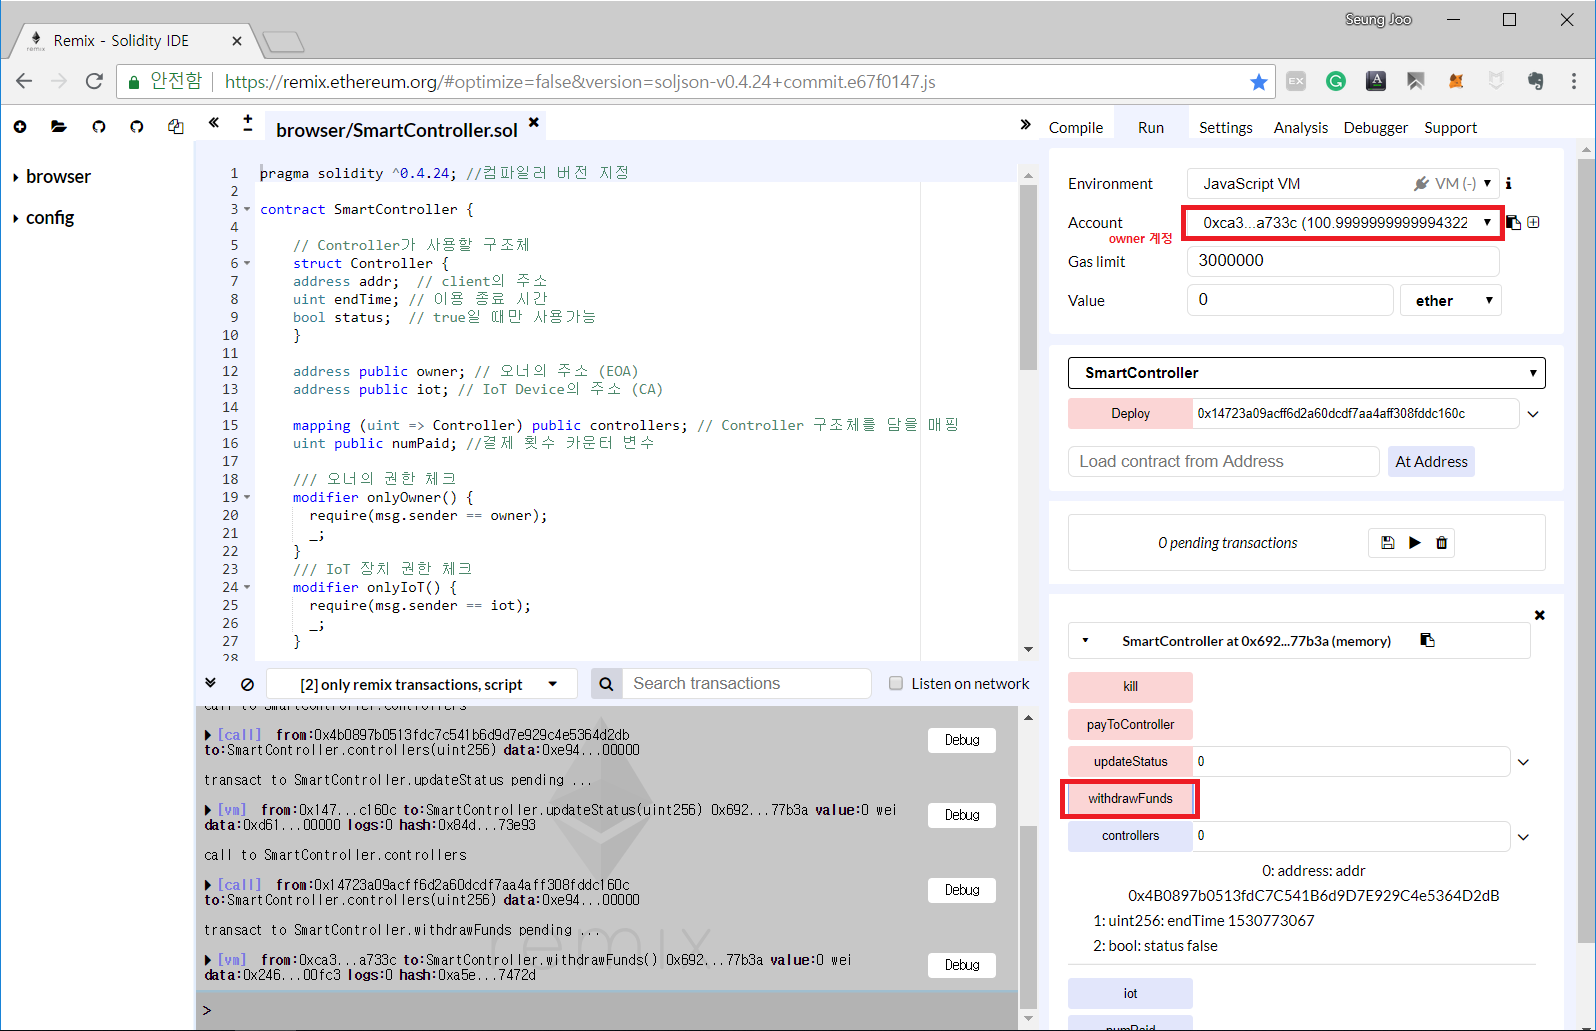 Seung Joo
Remix - Solidity IDE
remix
안전함
https://remix.ethereum.org/#optimize=false&version=soljson-v0.4.24+commit.e67f0147.js
EX
browser
config
browser/SmartController.sol
1 pragma solidity ^0.4.24; //컴파일러 버전 지정
2
3 contract SmartController {
4
5 // Controller가 사용할 구조체
6 struct Controller {
7 address addr;  // client의 주소
8 uint endTime; // 이용 종료 시간
9 bool status;  // true일 때만 사용가능
10 }
11
12 address public owner; // 오너의 주소 (EOA)
13 address public iot; // IoT Device의 주소 (CA)
14
15 mapping (uint => Controller) public controllers; // Controller 구조체를 담을 매핑
16 uint public numPaid; //결제 횟수 카운터 변수
17
18 /// 오너의 권한 체크
19 modifier onlyOwner() {
20 require(msg.sender == owner);
21 _;
22 }
23 /// IoT 장치 권한 체크
24 modifier onlyIoT() {
25 require(msg.sender == iot);
26 _;
27 }
28
[2] only remix transactions, script
Search transactions
Listen on network
call to SmartController.controllers
[call] from:0x4b0897b0513fdc7c541b6d9d7e929c4e5364d2db
to:SmartController.controllers(uint256) data:0xe94...00000
Debug
transact to SmartController.updateStatus pending ...
[vm] from:0x147...c160c to:SmartController.updateStatus(uint256) 0x692...77b3a value:0 wei
data:0xd61...00000 logs:0 hash:0x84d...73e93
Debug
call to SmartController.controllers
[call] from:0x14723a09acff6d2a60dcdf7aa4aff308fddc160c
to:SmartController.controllers(uint256) data:0xe94...00000
Debug
transact to SmartController.withdrawFunds pending ...
[vm] from:0xca3...a733c to:SmartController.withdrawFunds() 0x692...77b3a value:0 wei
data:0x246...00fc3 logs:0 hash:0xa5e...7472d
Debug
remix
>
Compile
Run
Settings
Analysis
Debugger
Support
Environment
JavaScript VM
VM (-)
Account
0xca3...a733c (100.9999999999994322
owner 계정
Gas limit
3000000
Value
0
ether
SmartController
Deploy
0x14723a09acff6d2a60dcdf7aa4aff308fddc160c
Load contract from Address
At Address
0 pending transactions
SmartController at 0x692...77b3a (memory)
kill
payToController
updateStatus
0
withdrawFunds
controllers
0
0: address: addr
0x4B0897b0513fdC7C541B6d9D7E929C4e5364D2dB
1: uint256: endTime 1530773067
2: bool: status false
iot
numPaid